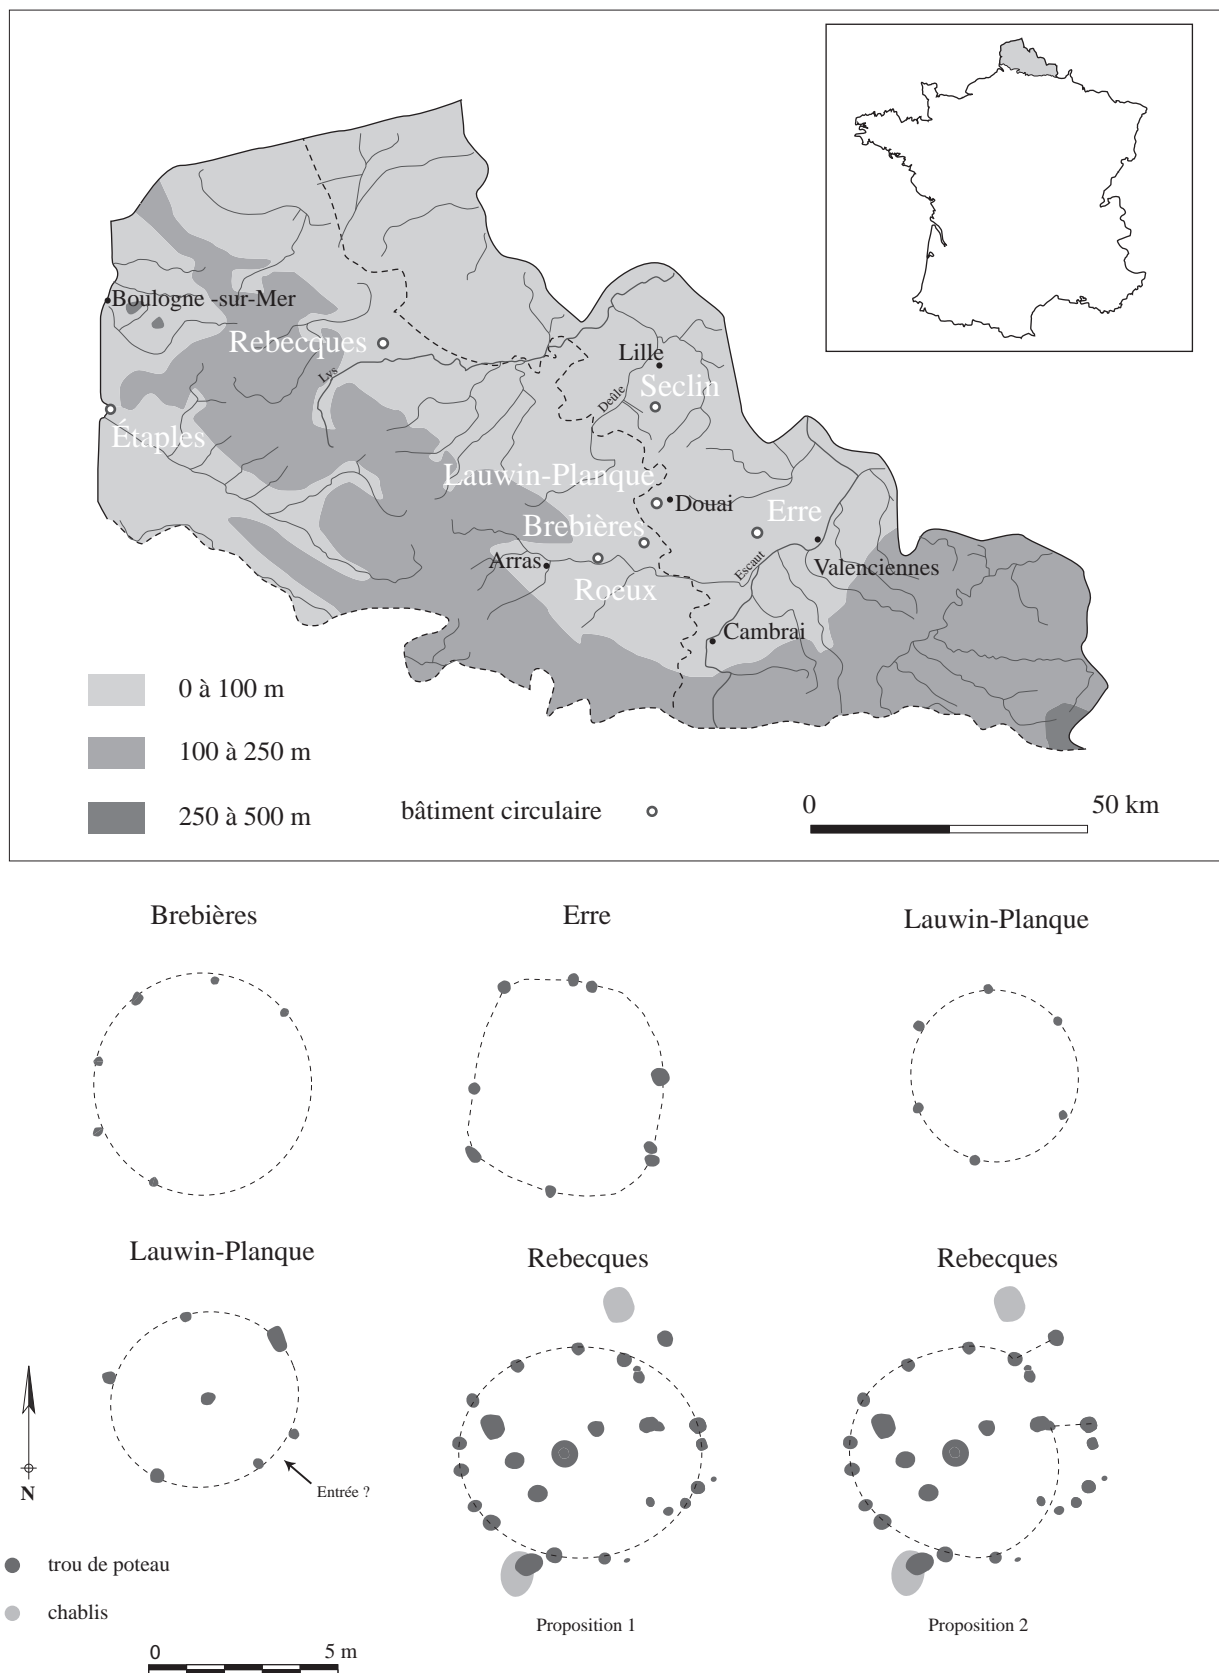 Boulogne -sur-Mer
Rebecques
Lys
Lille
Seclin
Deûle
Étaples
Lauwin-Planque
Douai
Erre
Brebières
Arras
Escaut
Valenciennes
Roeux
Cambrai
0 à 100 m
100 à 250 m
250 à 500 m
bâtiment circulaire
0 50 km
Brebières
Erre
Lauwin-Planque
Lauwin-Planque
Rebecques
Rebecques
Entrée ?
N
trou de poteau
chablis
Proposition 1
Proposition 2
0 5 m